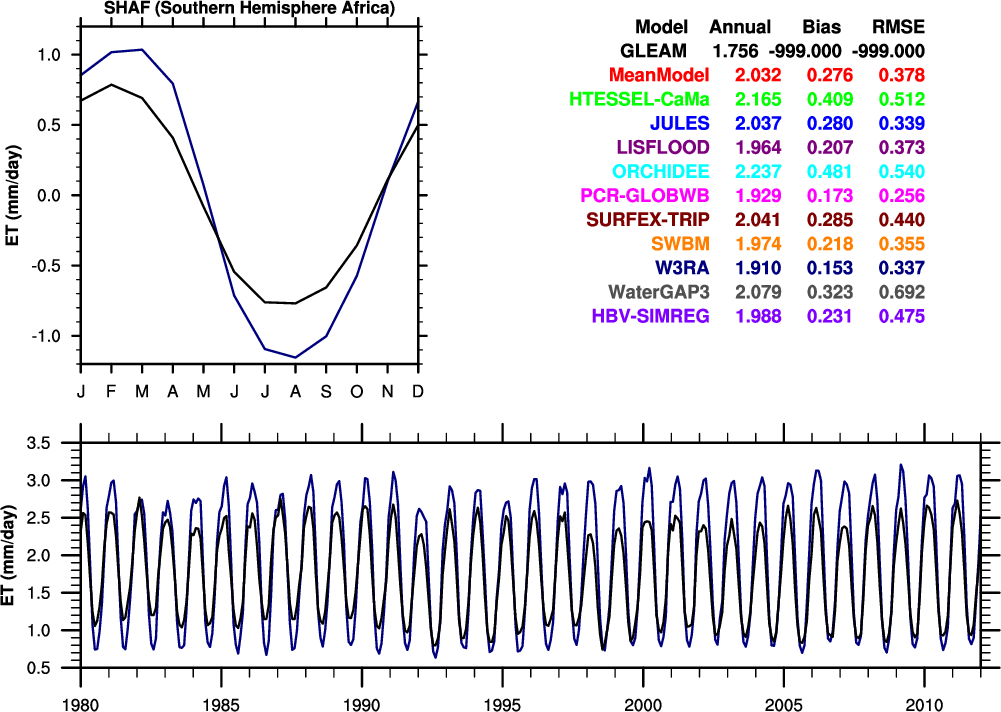 SHAF (Southern Hemisphere Africa)
ET (mm/day)
1.0
0.5
0.0
-0.5
-1.0
J F M A M J J A S O N D
Model Annual Bias RMSE
GLEAM 1.756 -999.000 -999.000
MeanModel 2.032 0.276 0.378
HTESSEL-CaMa 2.165 0.409 0.512
JULES 2.037 0.280 0.339
LISFLOOD 1.964 0.207 0.373
ORCHIDEE 2.237 0.481 0.540
PCR-GLOBWB 1.929 0.173 0.256
SURFEX-TRIP 2.041 0.285 0.440
SWBM 1.974 0.218 0.355
W3RA 1.910 0.153 0.337
WaterGAP3 2.079 0.323 0.692
HBV-SIMREG 1.988 0.231 0.475
ET (mm/day)
3.5
3.0
2.5
2.0
1.5
1.0
0.5
1980 1985 1990 1995 2000 2005 2010